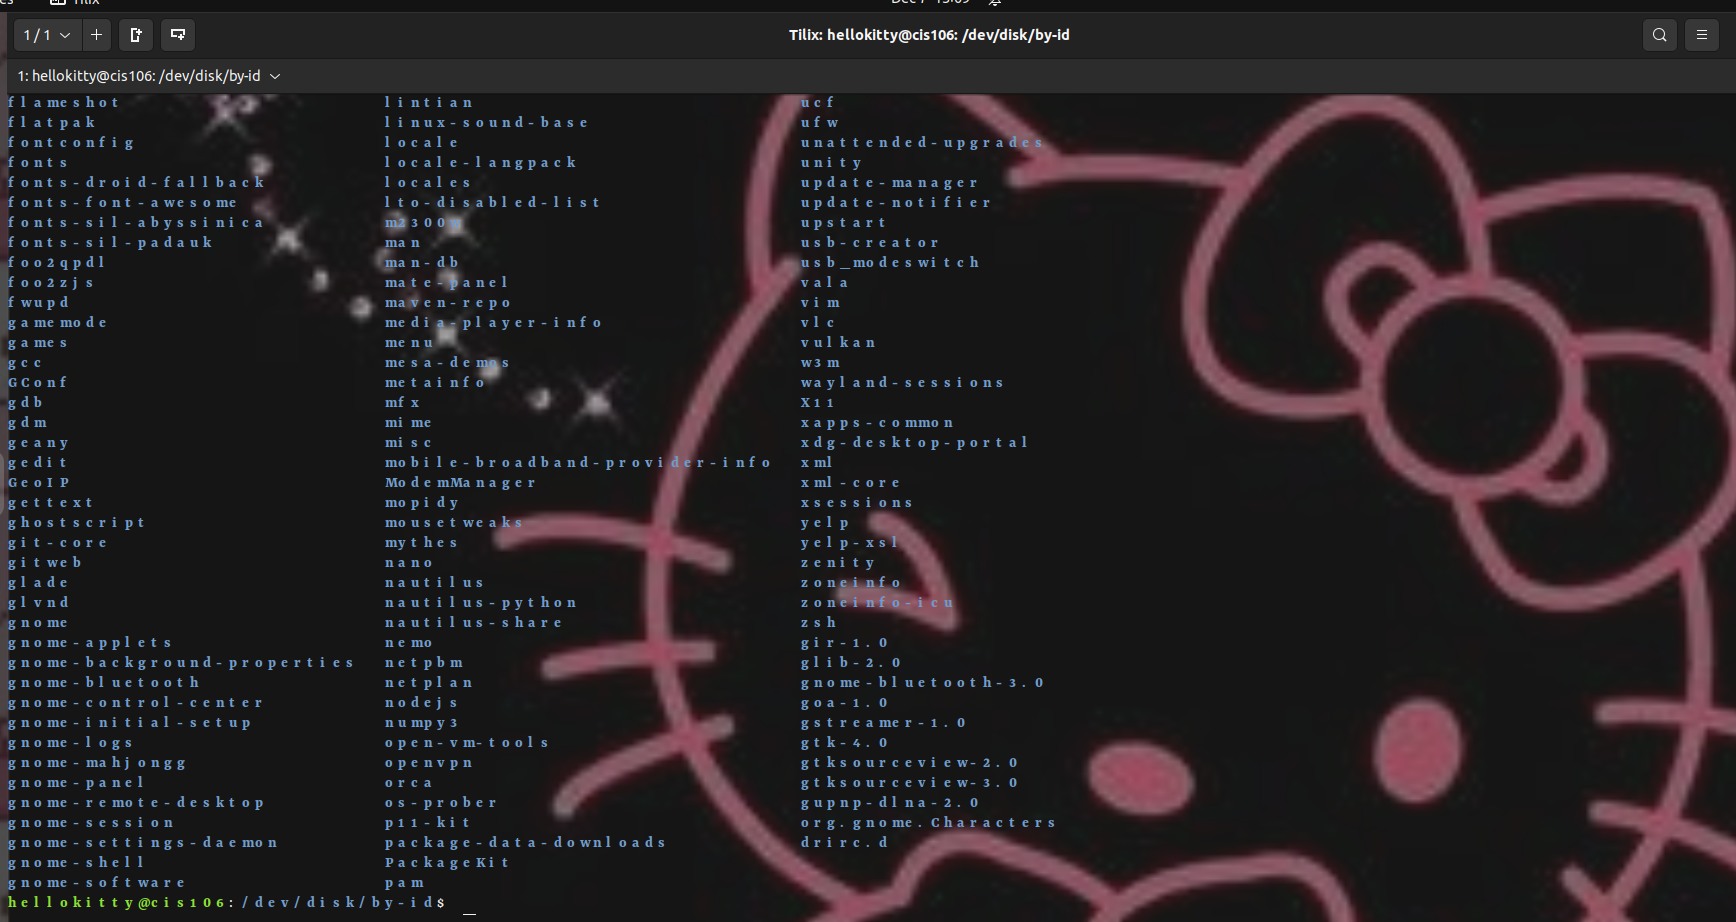 Tilix
Dec 7 13:09
1 / 1
Tilix: hellokitty@cis106: /dev/disk/by-id
1: hellokitty@cis106: /dev/disk/by-id
flameshot lintian ucf
flatpak linux-sound-base ufw
fontconfig locale unattended-upgrades
fonts locale-langpack unity
fonts-droid-fallback locales update-manager
fonts-font-awesome lto-disabled-list update-notifier
fonts-sil-abyssinica m2300w upstart
fonts-sil-padauk man usb-creator
foo2qpdl man-db usb_modeswitch
foo2zjs mate-panel vala
fwupd maven-repo vim
gamemode media-player-info vlc
games menu vulkan
gcc mesa-demos w3m
GConf metainfo wayland-sessions
gdb mfx X11
gdm mime xapps-common
geany misc xdg-desktop-portal
gedit mobile-broadband-provider-info xml
GeoIP ModemManager xml-core
gettext mopidy xsessions
ghostscript mousetweaks yelp
git-core mythes yelp-xsl
gitweb nano zenity
glade nautilus zoneinfo
glvnd nautilus-python zoneinfo-icu
gnome nautilus-share zsh
gnome-applets nemo gir-1.0
gnome-background-properties netpbm glib-2.0
gnome-bluetooth netplan gnome-bluetooth-3.0
gnome-control-center nodejs goa-1.0
gnome-initial-setup numpy3 gstreamer-1.0
gnome-logs open-vm-tools gtk-4.0
gnome-mahjongg openvpn gtksourceview-2.0
gnome-panel orca gtksourceview-3.0
gnome-remote-desktop os-prober gupnp-dlna-2.0
gnome-session p11-kit org.gnome.Characters
gnome-settings-daemon package-data-downloads drirc.d
gnome-shell PackageKit
gnome-software pam
hellokitty@cis106:/dev/disk/by-id$